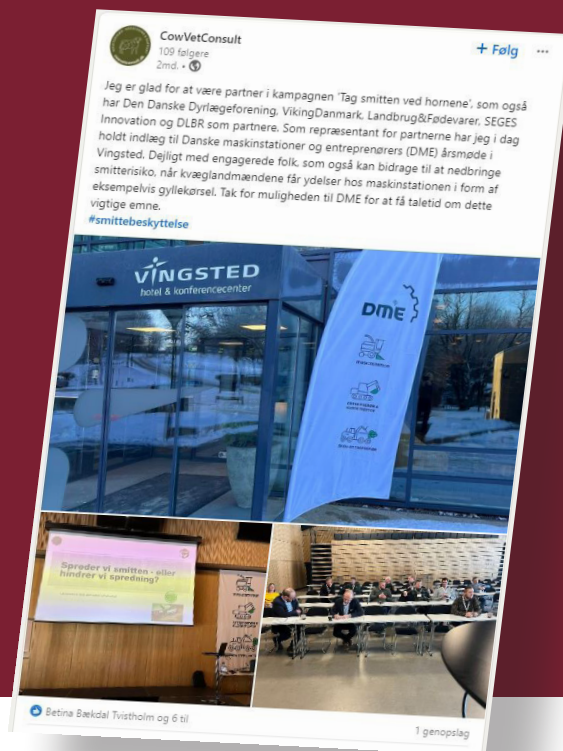 CowVetConsult
109 følgere
2md. •
+ Følg ...
Jeg er glad for at være partner i kampagnen 'Tag smitten ved hornene', som også
har Den Danske Dyrlægeforening, VikingDanmark, Landbrug&Fødevarer, SEGES
Innovation og DLBR som partnere. Som repræsentant for partnerne har jeg i dag
holdt indlæg til Danske maskinstationer og entreprenørers (DME) årsmøde i
Vingsted. Dejligt med engagerede folk, som også kan bidrage til at nedbringe
smitterisiko, når kvæglandmændene får ydelser hos maskinstationen i form af
eksempelvis gyllekørsel. Tak for muligheden til DME for at få taletid om dette
vigtige emne.
#smittebeskyttelse
VINGSTED
hotel & konferencecenter
DME
Spreder vi smitten - eller
hindrer vi spredning?
Betina Bækdal Tvistholm og 6 til
1 genopslag